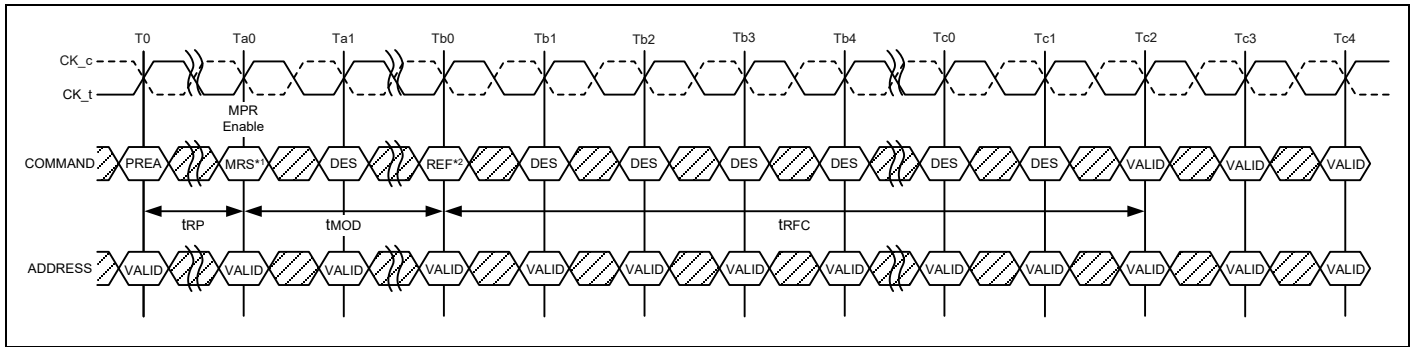 T0 Ta0 Ta1 Tb0 Tb1 Tb2 Tb3 Tb4 Tc0 Tc1 Tc2 Tc3 Tc4
CK_c
CK_t
MPR
Enable
COMMAND PREA MRS*1 DES REF*2 DES DES DES DES DES DES VALID VALID VALID
tRP tMOD tRFC
ADDRESS VALID VALID VALID VALID VALID VALID VALID VALID VALID VALID VALID VALID VALID